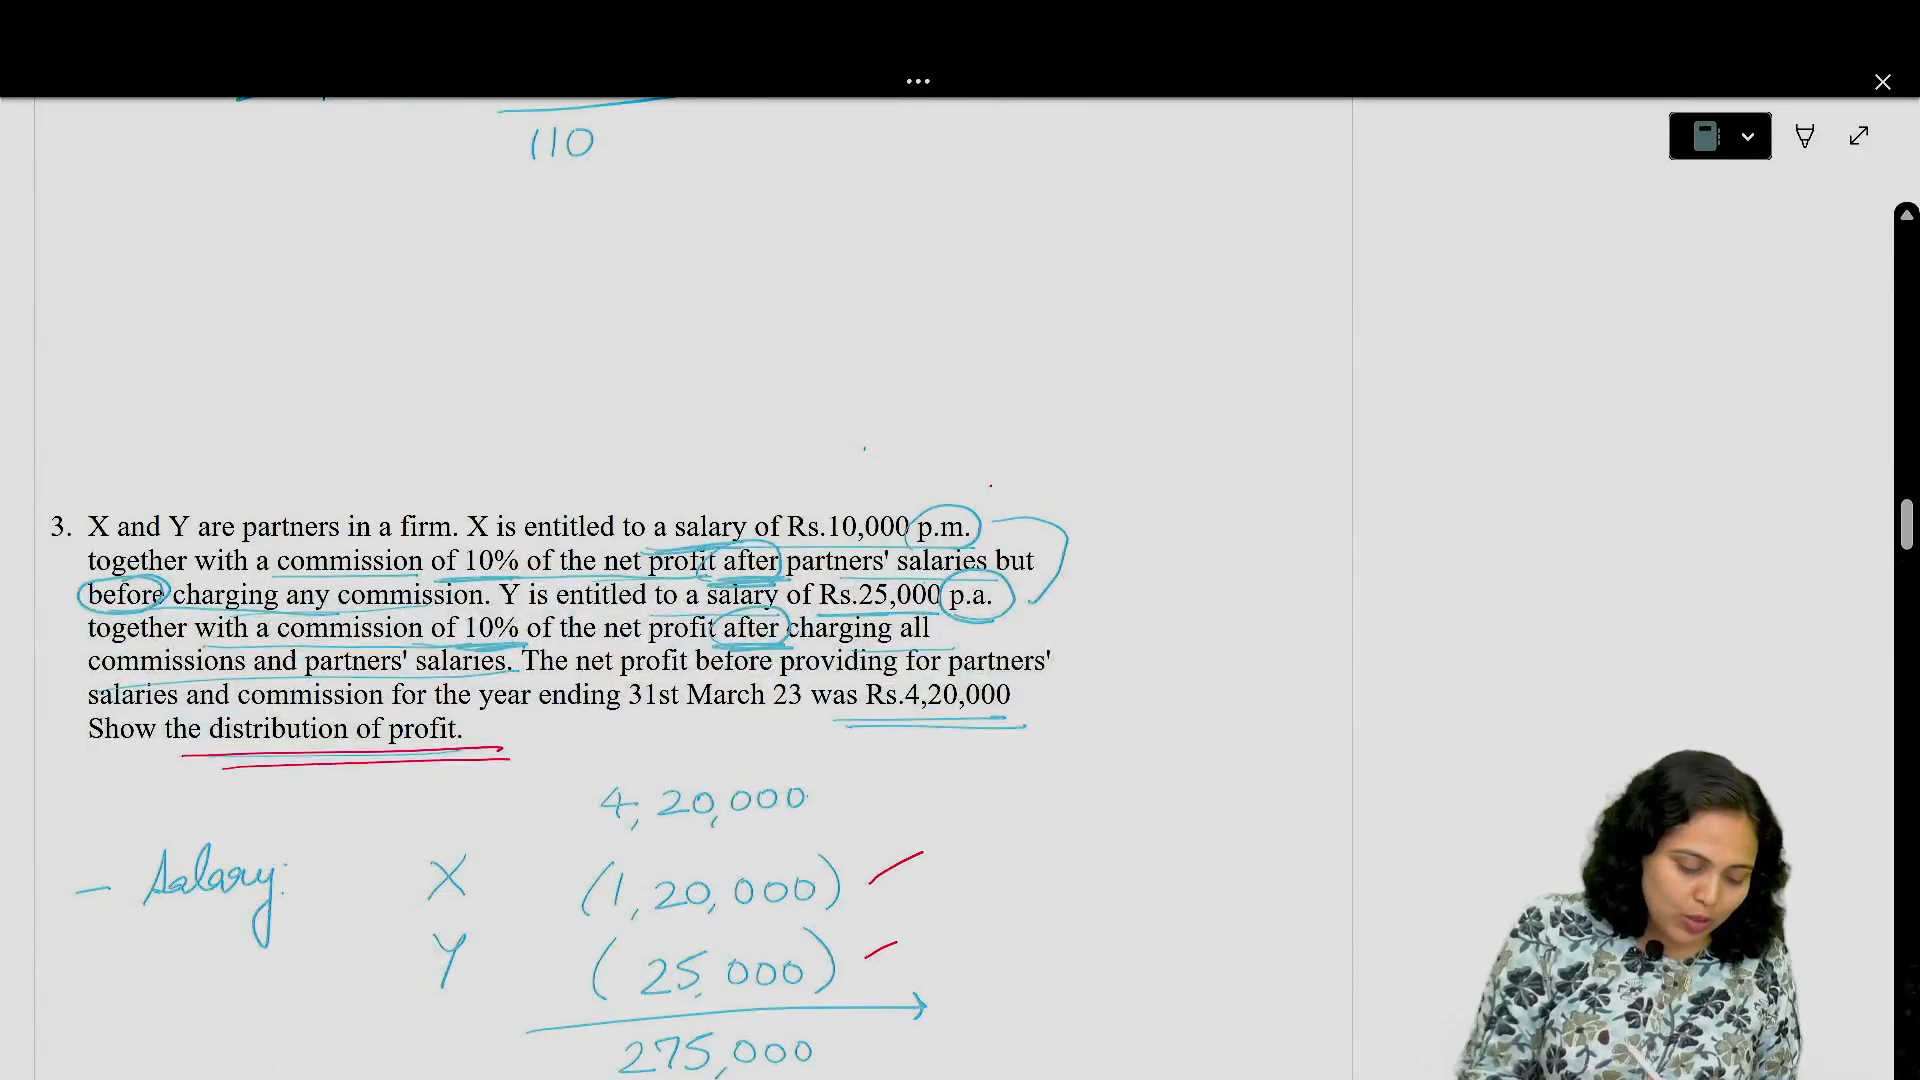 110
3. X and Y are partners in a firm. X is entitled to a salary of Rs.10,000 p.m.
together with a commission of 10% of the net profit after partners' salaries but
before charging any commission. Y is entitled to a salary of Rs.25,000 p.a.
together with a commission of 10% of the net profit after charging all
commissions and partners' salaries. The net profit before providing for partners'
salaries and commission for the year ending 31st March 23 was Rs.4,20,000
Show the distribution of profit.
4,20,000
- Salary: X (1,20,000)
Y (25,000)
275,000